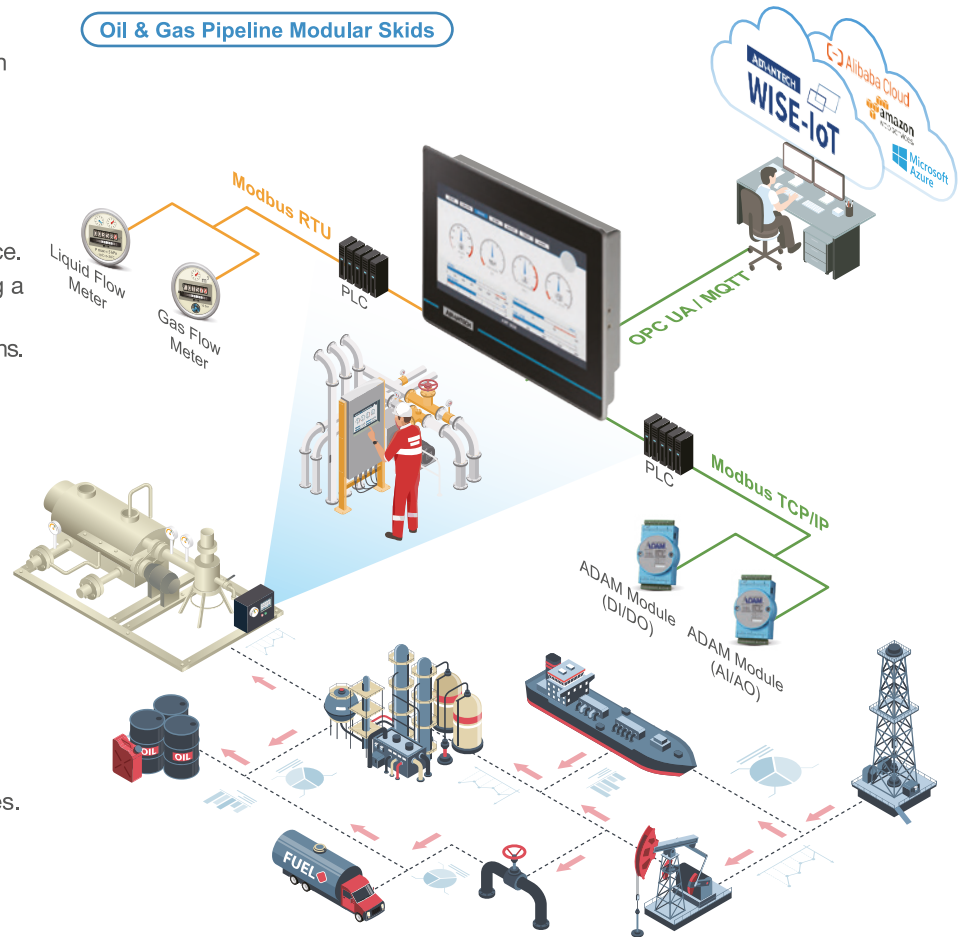 Oil & Gas Pipeline Modular Skids
n
ce.
g a
ns.
es.
ADVANTECH
WISE-IoT
Alibaba Cloud
amazon
Microsoft
Azure
Modbus RTU
Liquid Flow
Meter
Gas Flow
Meter
PLC
OPC UA / MQTT
PLC
Modbus TCP/IP
ADAM
ADAM Module
(DI/DO)
ADAM
ADAM Module
(AI/AO)
OIL
OIL
FUEL